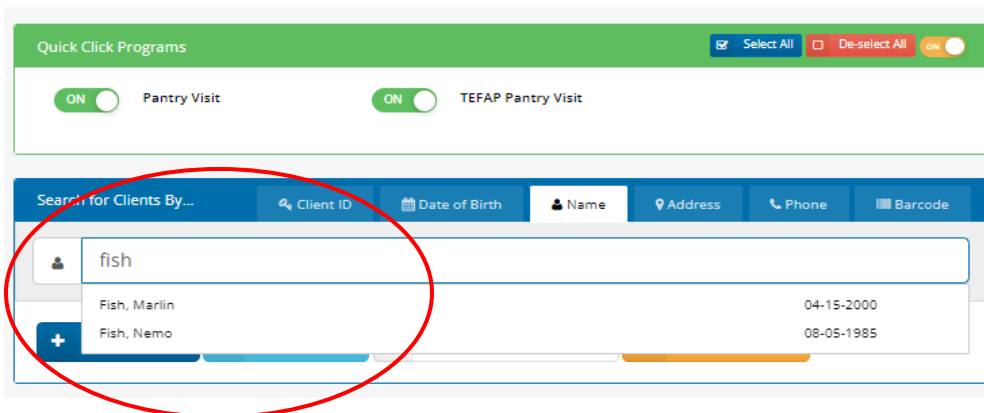 Quick Click Programs Select All De-select All ON
ON Pantry Visit ON TEFAP Pantry Visit
Search for Clients By... Client ID Date of Birth Name Address Phone Barcode
fish
Fish, Marlin 04-15-2000
Fish, Nemo 08-05-1985